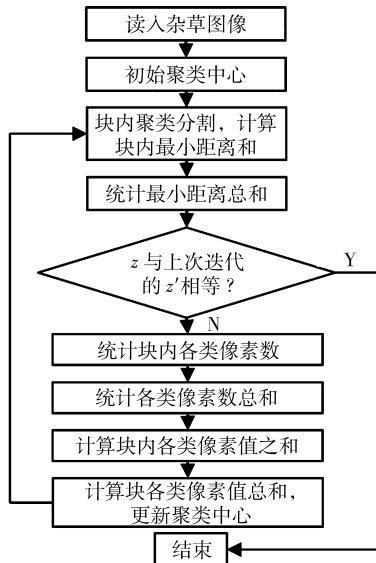 读入杂草图像
初始聚类中心
块内聚类分割，计算
块内最小距离和
统计最小距离总和
z 与上次迭代
的 z′相等？
Y
N
统计块内各类像素数
统计各类像素数总和
计算块内各类像素值之和
计算块各类像素值总和，
更新聚类中心
结束